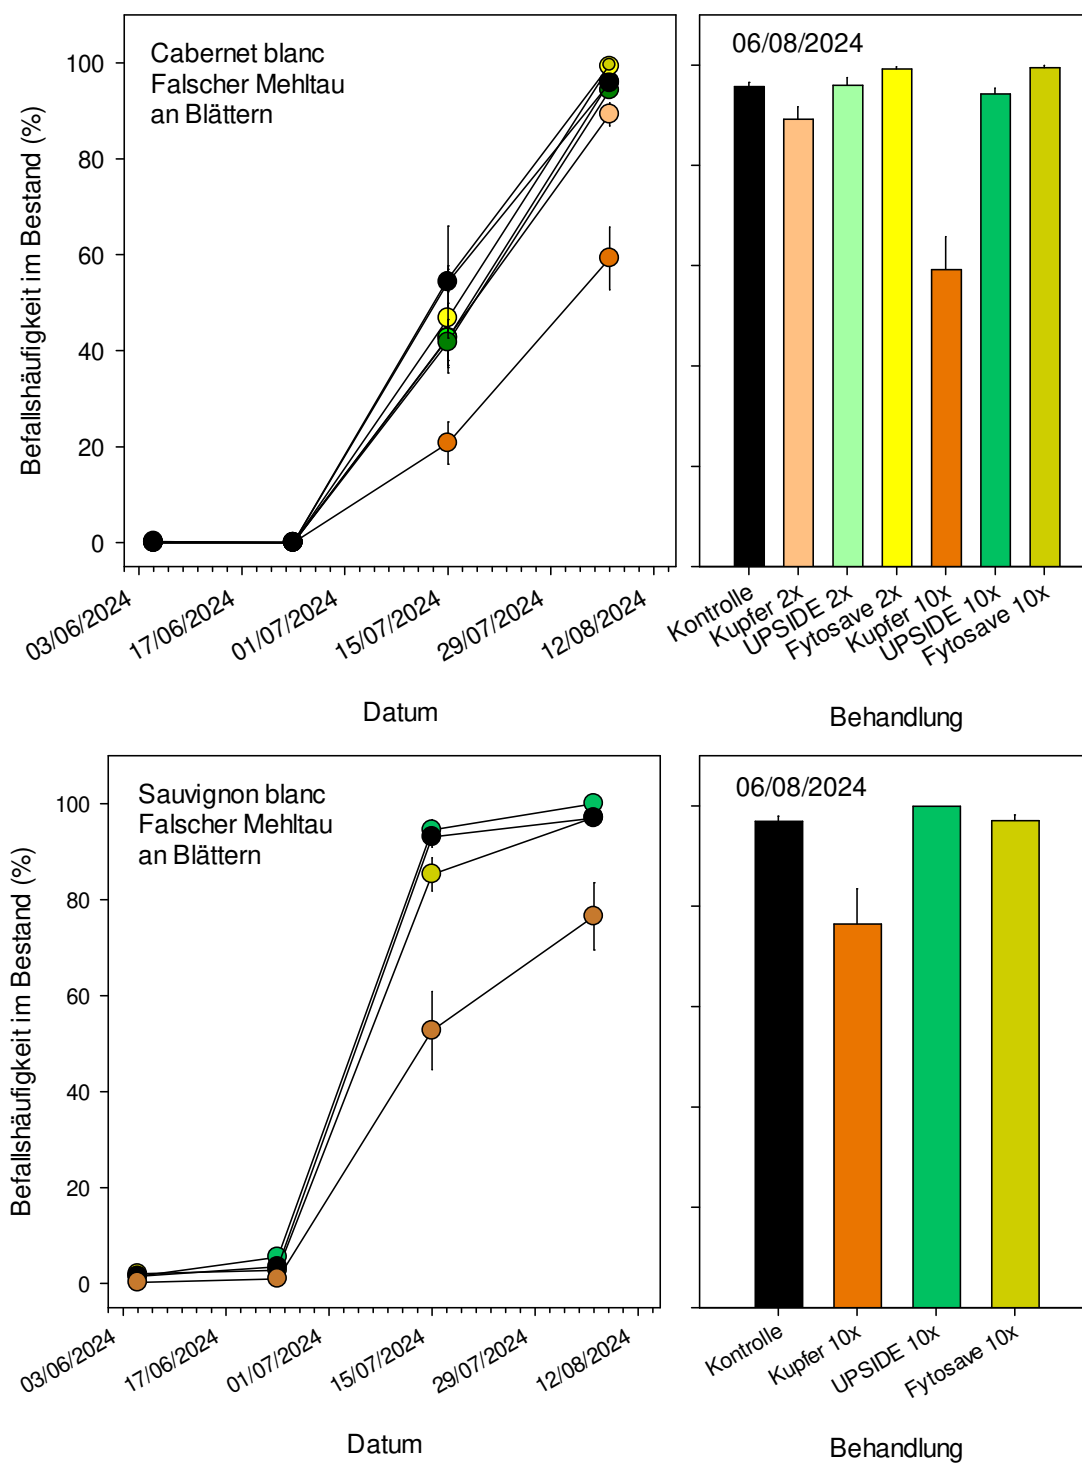 Cabernet blanc
Falscher Mehltau
an Blättern
Befallshäufigkeit im Bestand (%)
100
80
60
40
20
0
03/06/2024
17/06/2024
01/07/2024
15/07/2024
29/07/2024
12/08/2024
Datum
06/08/2024
Kontrolle
Kupfer 2x
UPSIDE 2x
Fytosave 2x
Kupfer 10x
UPSIDE 10x
Fytosave 10x
Behandlung
Sauvignon blanc
Falscher Mehltau
an Blättern
Befallshäufigkeit im Bestand (%)
100
80
60
40
20
0
03/06/2024
17/06/2024
01/07/2024
15/07/2024
29/07/2024
12/08/2024
Datum
06/08/2024
Kontrolle
Kupfer 10x
UPSIDE 10x
Fytosave 10x
Behandlung